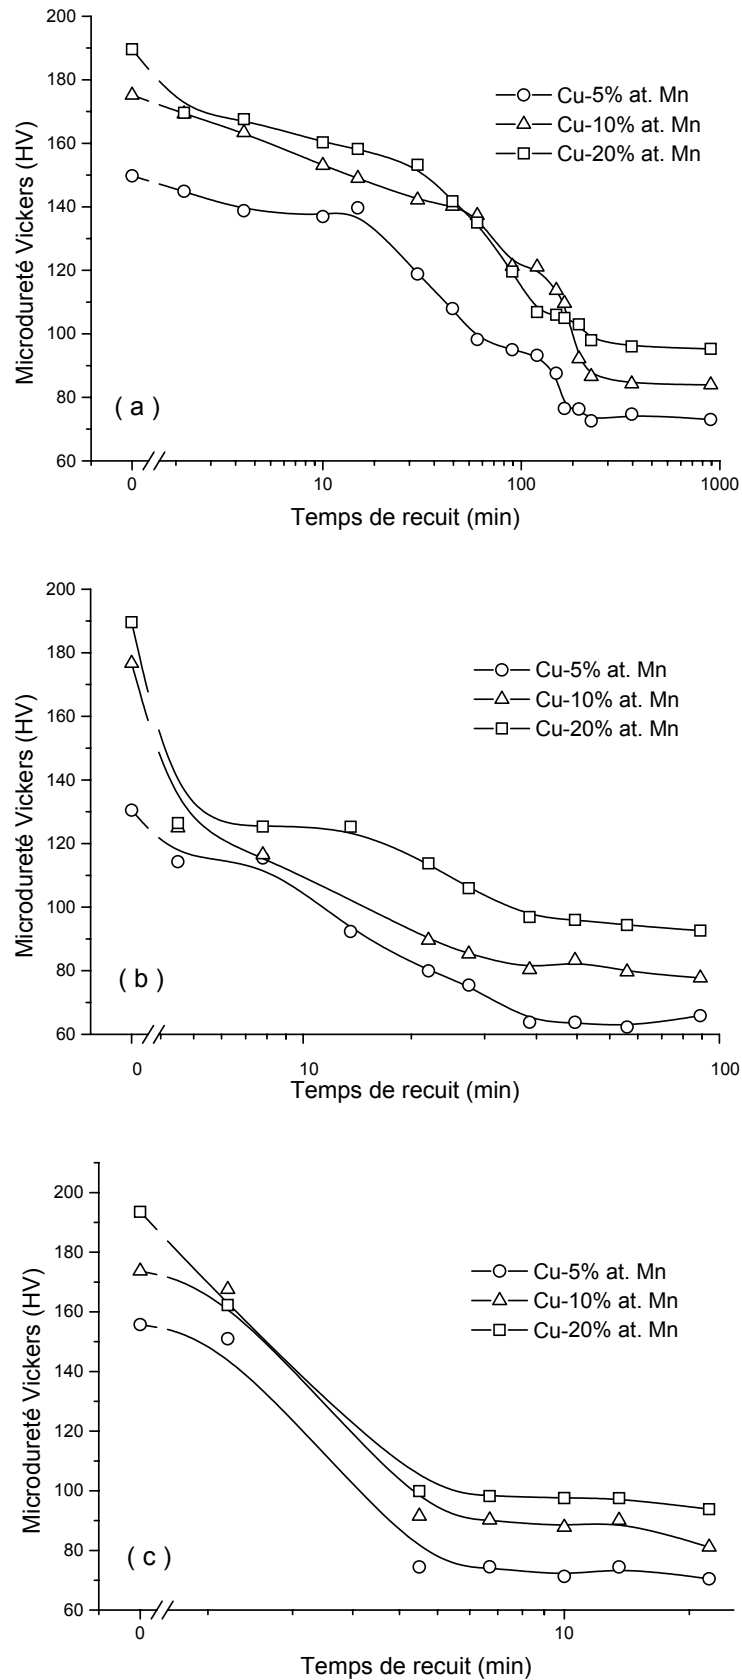 200
180
160
140
120
100
80
60
Microdureté Vickers (HV)
Cu-5% at. Mn
Cu-10% at. Mn
Cu-20% at. Mn
( a )
0 10 100 1000
Temps de recuit (min)
200
180
160
140
120
100
80
60
Microdureté Vickers (HV)
Cu-5% at. Mn
Cu-10% at. Mn
Cu-20% at. Mn
( b )
0 10 100
Temps de recuit (min)
200
180
160
140
120
100
80
60
Microdureté Vickers (HV)
Cu-5% at. Mn
Cu-10% at. Mn
Cu-20% at. Mn
( c )
0 10
Temps de recuit (min)